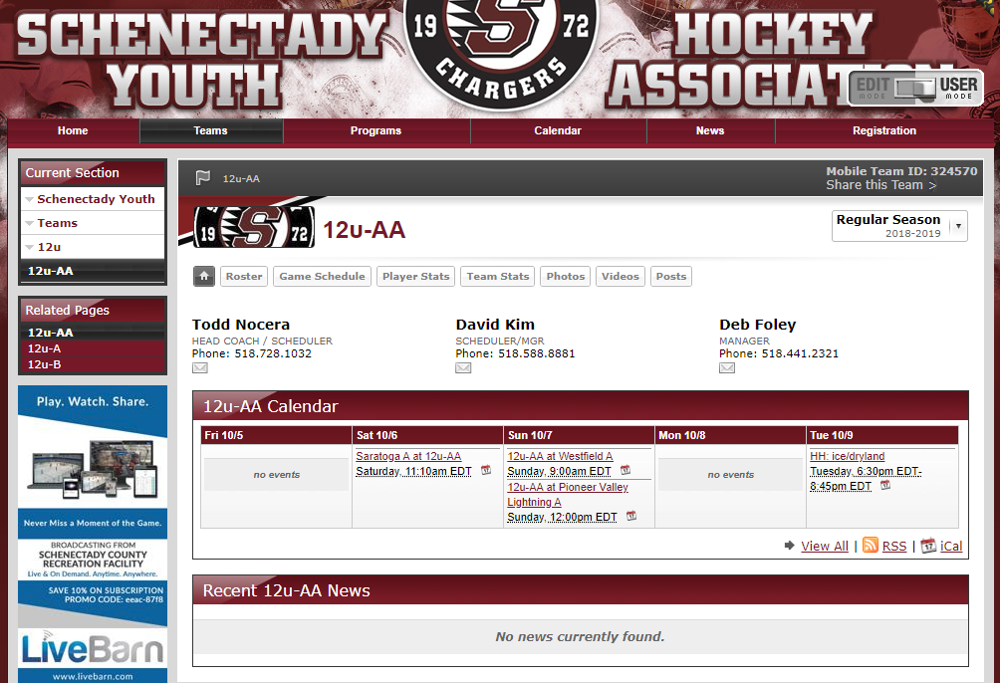 SCHENECTADY
YOUTH
19 72
CHARGERS
HOCKEY
ASSOCIAT
EDIT
MODE
USER
MODE
Home
Teams
Programs
Calendar
News
Registration
Current Section
Schenectady Youth
Teams
12u
12u-AA
Related Pages
12u-AA
12u-A
12u-B
Play. Watch. Share.
Never Miss a Moment of the Game.
BROADCASTING FROM
SCHENECTADY COUNTY
RECREATION FACILITY
Live & On Demand. Anytime. Anywhere.
SAVE 10% ON SUBSCRIPTION
PROMO CODE: eeac-87f8
LiveBarn
www.livebarn.com
12u-AA
Mobile Team ID: 324570
Share this Team >
19 S 72
12u-AA
Regular Season
2018-2019
Roster
Game Schedule
Player Stats
Team Stats
Photos
Videos
Posts
Todd Nocera
HEAD COACH / SCHEDULER
Phone: 518.728.1032
David Kim
SCHEDULER/MGR
Phone: 518.588.8881
Deb Foley
MANAGER
Phone: 518.441.2321
12u-AA Calendar
Fri 10/5
no events
Sat 10/6
Saratoga A at 12u-AA
Saturday, 11:10am EDT
Sun 10/7
12u-AA at Westfield A
Sunday, 9:00am EDT
12u-AA at Pioneer Valley
Lightning A
Sunday, 12:00pm EDT
Mon 10/8
no events
Tue 10/9
HH: ice/dryland
Tuesday, 6:30pm EDT-
8:45pm EDT
View All | RSS | iCal
Recent 12u-AA News
No news currently found.